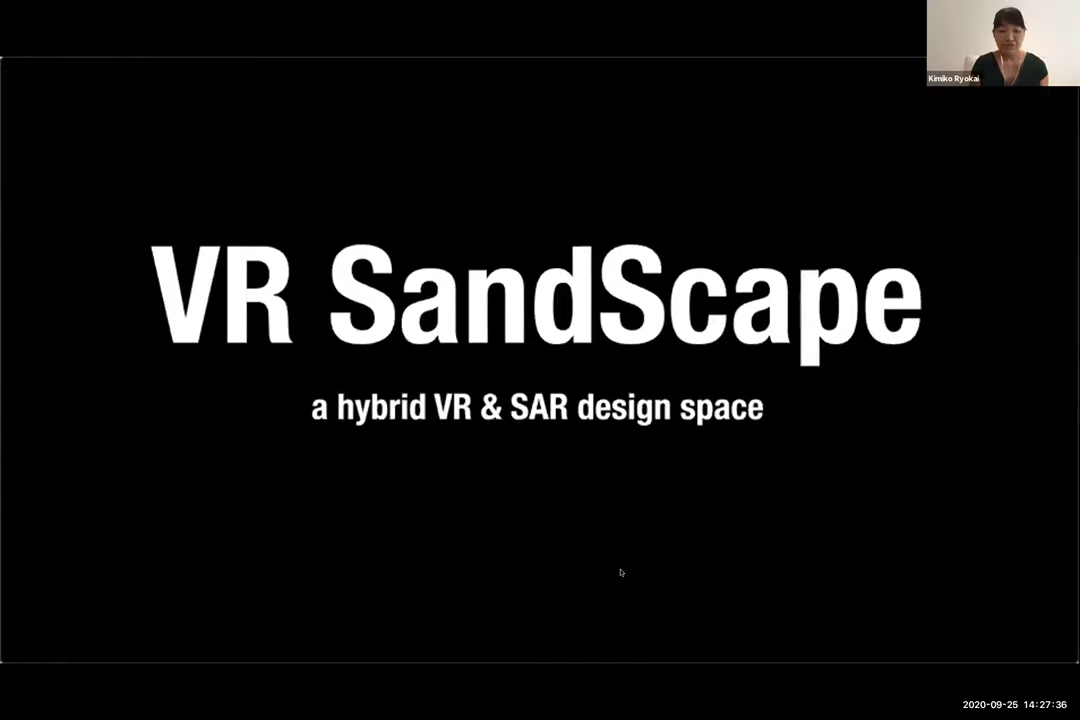 Kimiko Ryokai
VR SandScape
a hybrid VR & SAR design space
2020-09-25 14:27:36